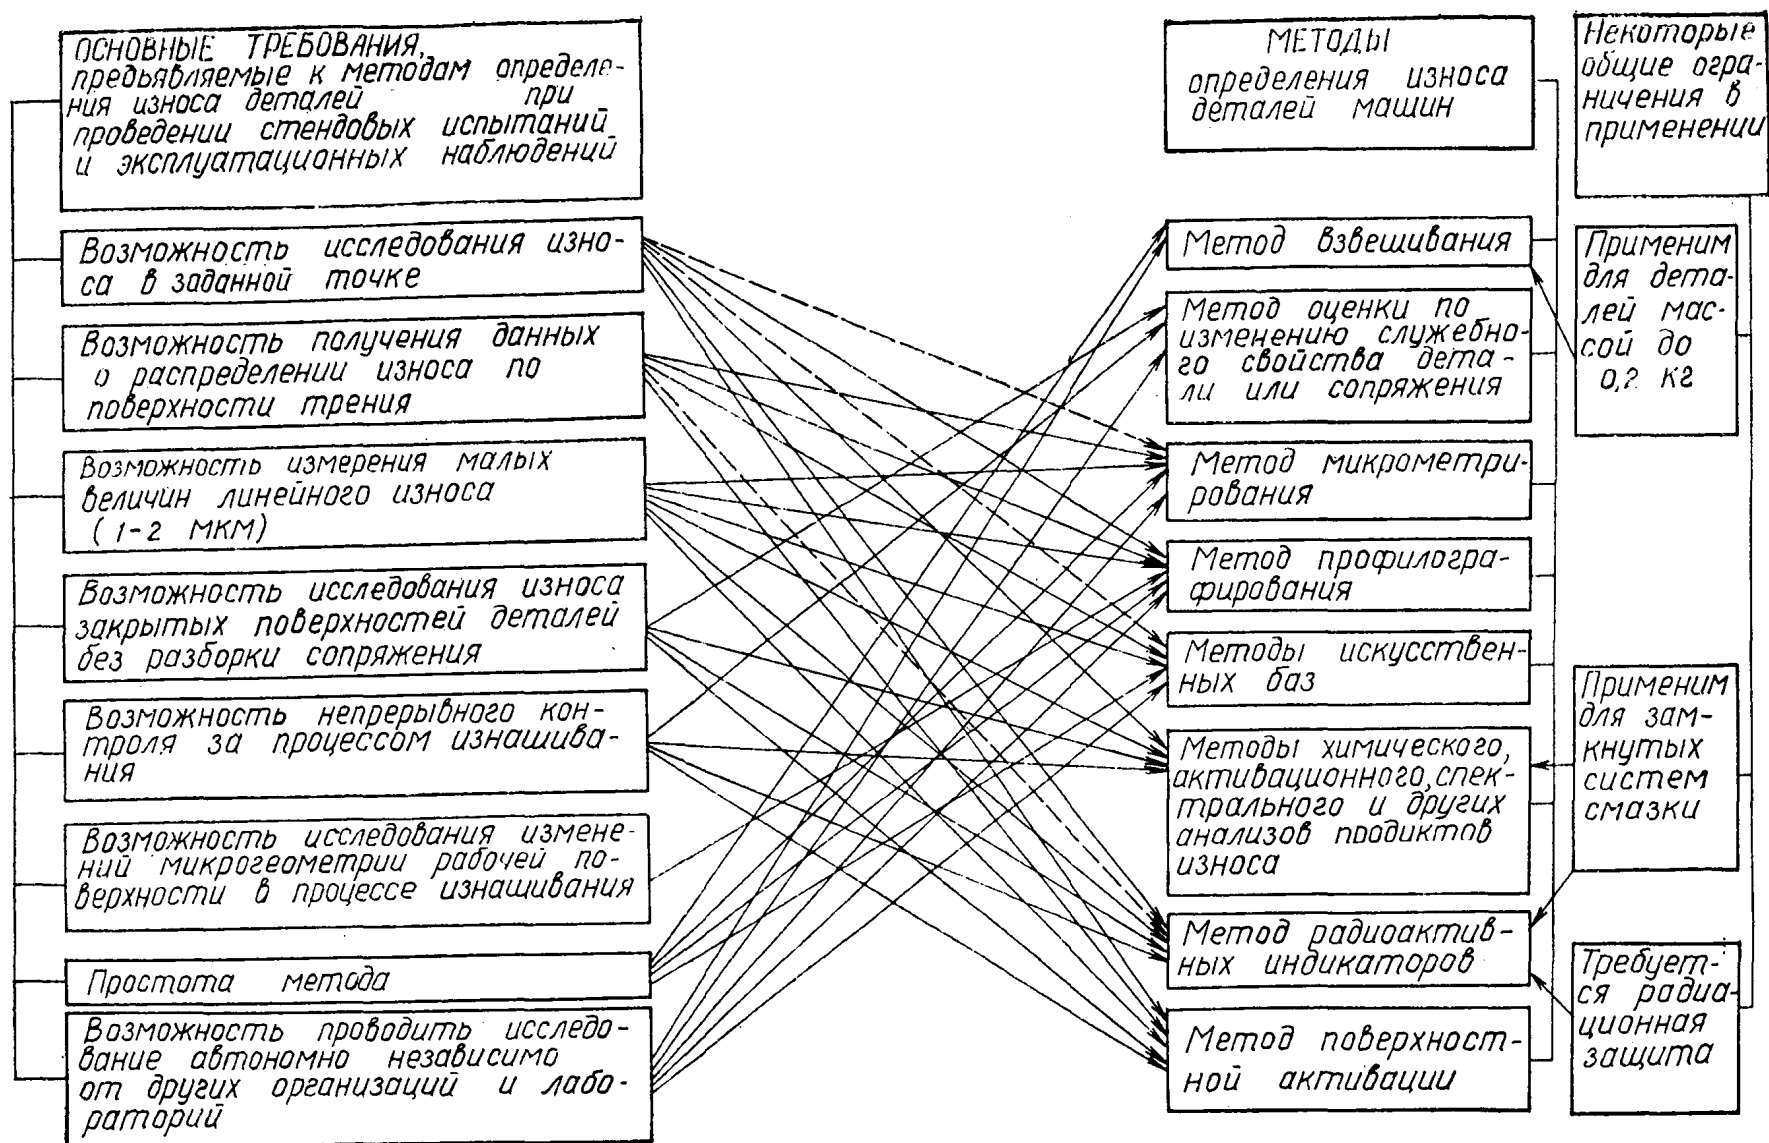 ОСНОВНЫЕ ТРЕБОВАНИЯ,
предъявляемые к методам определе-
ния износа деталей при
проведении стендовых испытаний
и эксплуатационных наблюдений
Возможность исследования изно-
са в заданной точке
Возможность получения данных
о распределении износа по
поверхности трения
Возможность измерения малых
величин линейного износа
(1-2 МКМ)
Возможность исследования износа
закрытых поверхностей деталей
без разборки сопряжения
Возможность непрерывного кон-
троля за процессом изнашива-
ния
Возможность исследования измене-
ний микрогеометрии рабочей по-
верхности в процессе изнашивания
Простота метода
Возможность проводить исследо-
вание автономно независимо
от других организаций и лабо-
раторий
МЕТОДЫ
определения износа
деталей машин
Метод взвешивания
Метод оценки по
изменению служебно-
го свойства дета-
ли или сопряжения
Метод микрометри-
рования
Метод профилогра-
фирования
Методы искусствен-
ных баз
Методы химического,
активационного, спек-
трального и других
анализов продуктов
износа
Метод радиоактив-
ных индикаторов
Метод поверхност-
ной активации
Некоторые
общие огра-
ничения в
применении
Применим
для дета-
лей мас-
сой до
кг
Применим
для зам-
кнутых
систем
смазки
Требует-
ся радиа-
ционная
защита